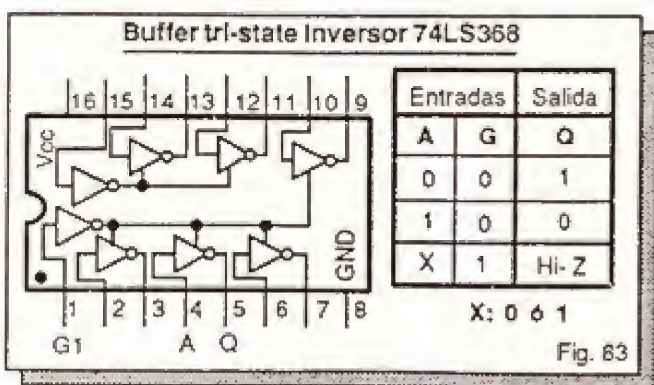 Buffer tri-state Inversor 74LS368
16 15 14 13 12 11 10 9
Vcc
GND
1 2 3 4 5 6 7 8
G1 A Q
Entradas Salida
A G Q
0 0 1
1 0 0
X 1 Hi-Z
X: 0 ó 1
Fig. 63